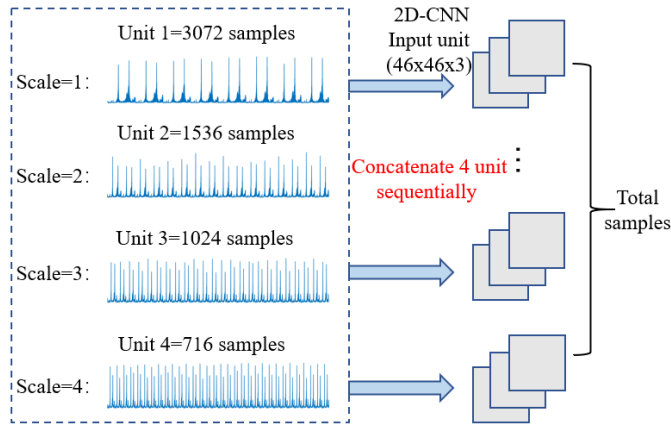 Unit 1=3072 samples
Scale=1:
2D-CNN
Input unit
(46x46x3)
Unit 2=1536 samples
Scale=2:
Concatenate 4 unit
sequentially
Total
samples
Unit 3=1024 samples
Scale=3:
Unit 4=716 samples
Scale=4: